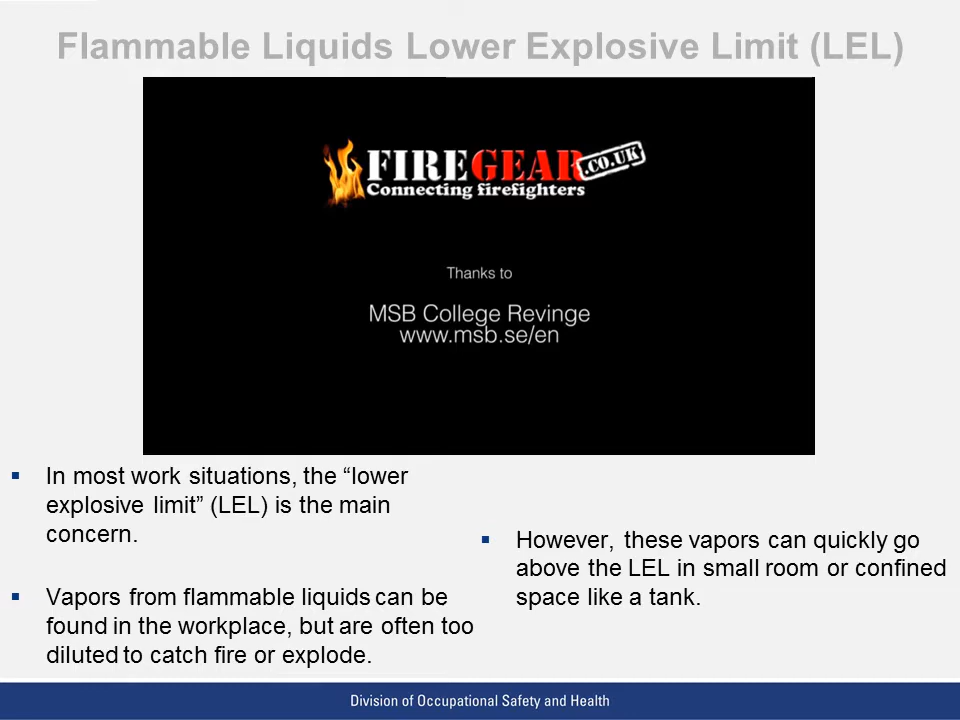 Flammable Liquids Lower Explosive Limit (LEL)
FIREGEAR.CO.UK
Connecting firefighters
Thanks to
MSB College Revinge
www.msb.se/en
▪ In most work situations, the “lower
explosive limit” (LEL) is the main
concern.
▪ Vapors from flammable liquids can be
found in the workplace, but are often too
diluted to catch fire or explode.
▪ However, these vapors can quickly go
above the LEL in small room or confined
space like a tank.
Division of Occupational Safety and Health